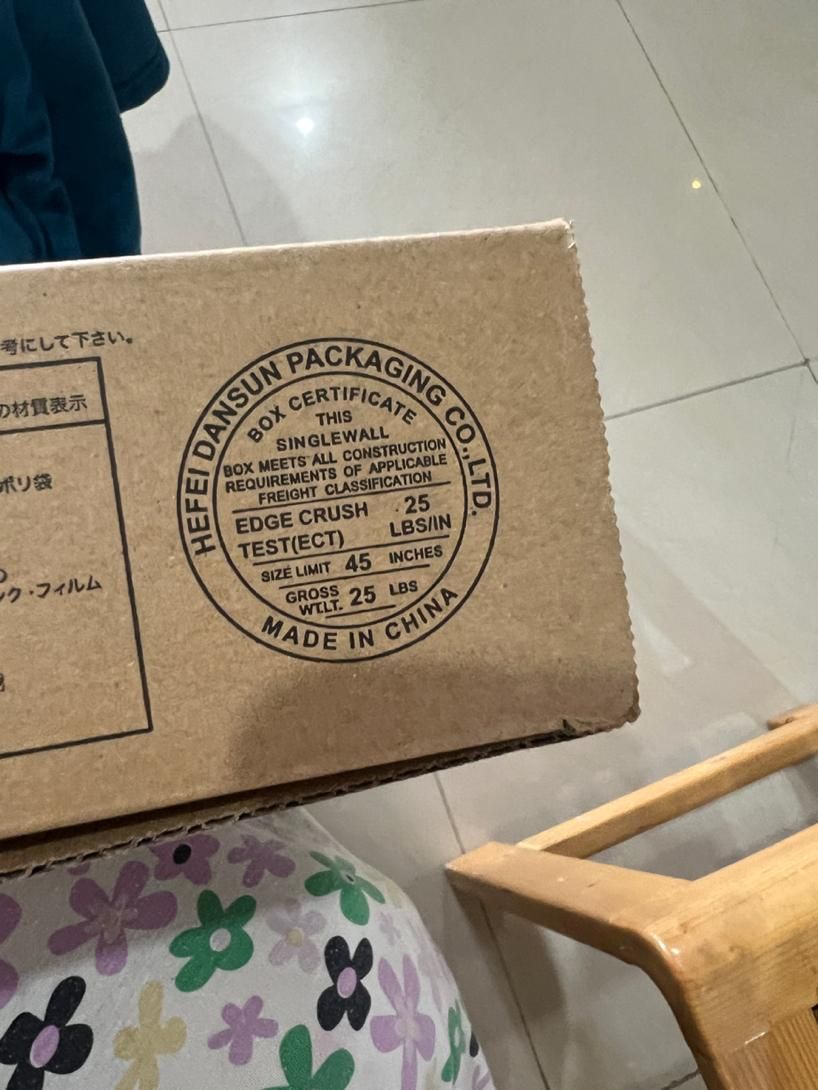 考にして下さい。
の材質表示
ポリ袋
ック・フィルム
HEFEI DANSUN PACKAGING CO.,LTD.
BOX CERTIFICATE
THIS
SINGLEWALL
BOX MEETS ALL CONSTRUCTION
REQUIREMENTS OF APPLICABLE
FREIGHT CLASSIFICATION
EDGE CRUSH 25
TEST(ECT) LBS/IN
SIZE LIMIT 45 INCHES
GROSS WT.LT. 25 LBS
MADE IN CHINA